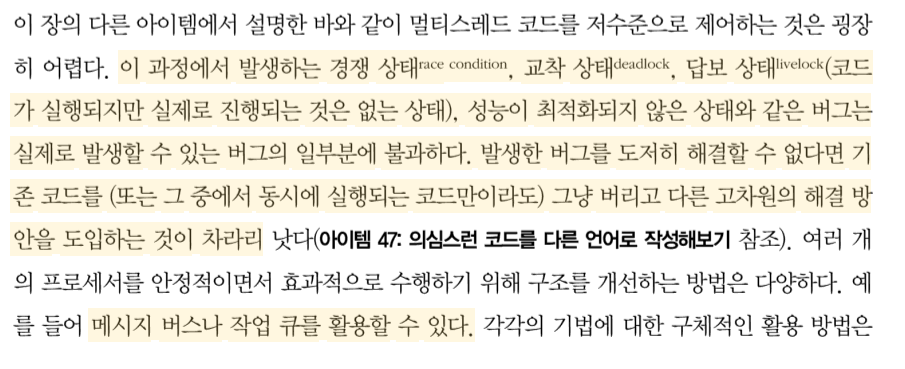 이 장의 다른 아이템에서 설명한 바와 같이 멀티스레드 코드를 저수준으로 제어하는 것은 굉장
히 어렵다. 이 과정에서 발생하는 경쟁 상태race condition, 교착 상태deadlock, 답보 상태livelock(코드
가 실행되지만 실제로 진행되는 것은 없는 상태), 성능이 최적화되지 않은 상태와 같은 버그는
실제로 발생할 수 있는 버그의 일부분에 불과하다. 발생한 버그를 도저히 해결할 수 없다면 기
존 코드를 (또는 그 중에서 동시에 실행되는 코드만이라도) 그냥 버리고 다른 고차원의 해결 방
안을 도입하는 것이 차라리 낫다(아이템 47: 의심스런 코드를 다른 언어로 작성해보기 참조). 여러 개
의 프로세서를 안정적이면서 효과적으로 수행하기 위해 구조를 개선하는 방법은 다양하다. 예
를 들어 메시지 버스나 작업 큐를 활용할 수 있다. 각각의 기법에 대한 구체적인 활용 방법은